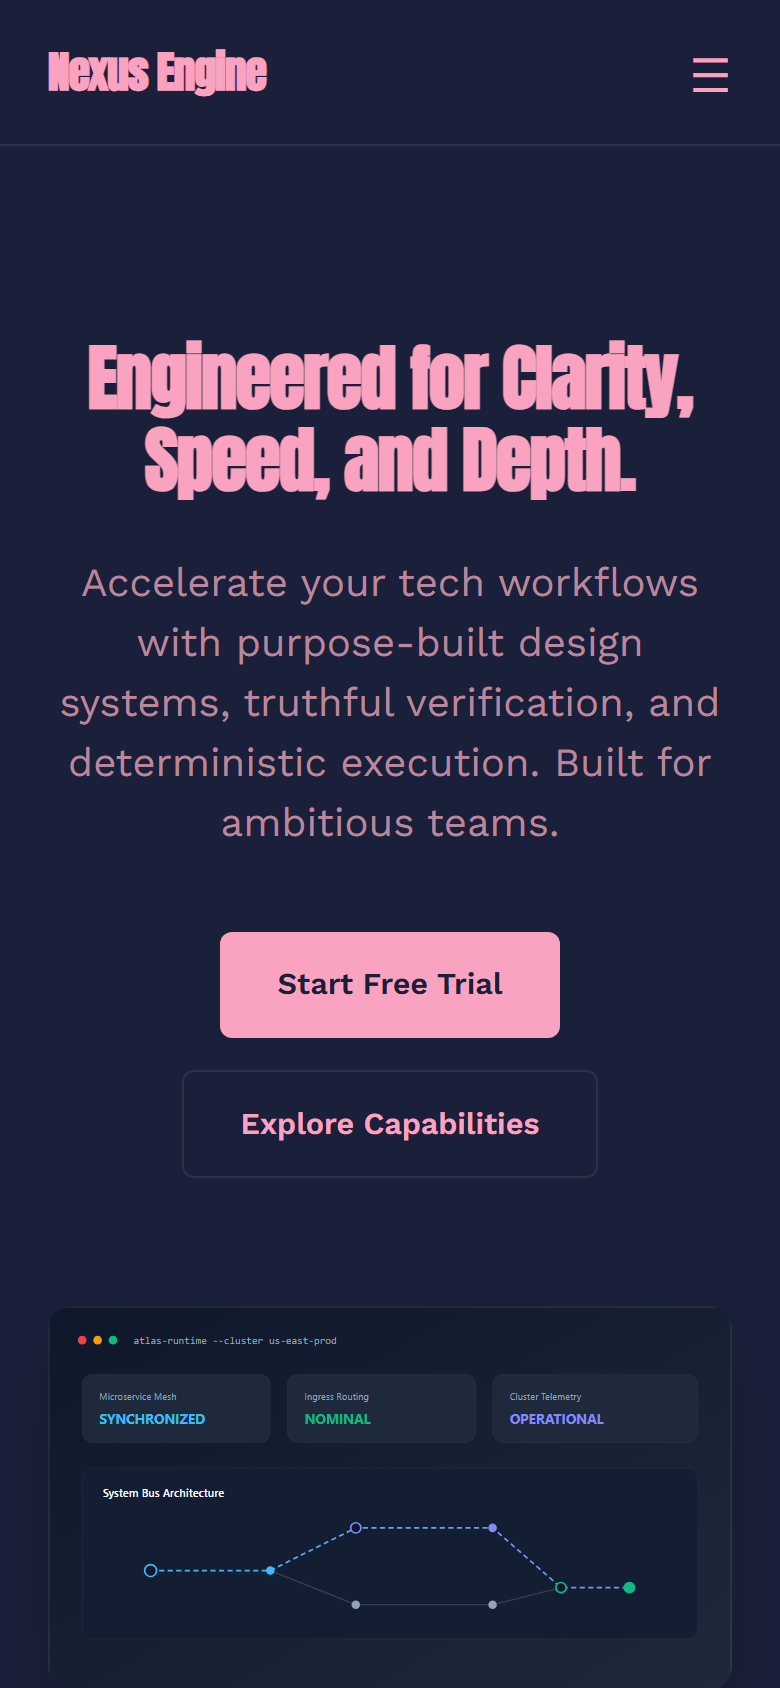 Nexus Engine
Engineered for Clarity,
Speed, and Depth.
Accelerate your tech workflows
with purpose-built design
systems, truthful verification, and
deterministic execution. Built for
ambitious teams.
Start Free Trial
Explore Capabilities
atlas-runtime --cluster us-east-prod
Microservice Mesh
SYNCHRONIZED
Ingress Routing
NOMINAL
Cluster Telemetry
OPERATIONAL
System Bus Architecture